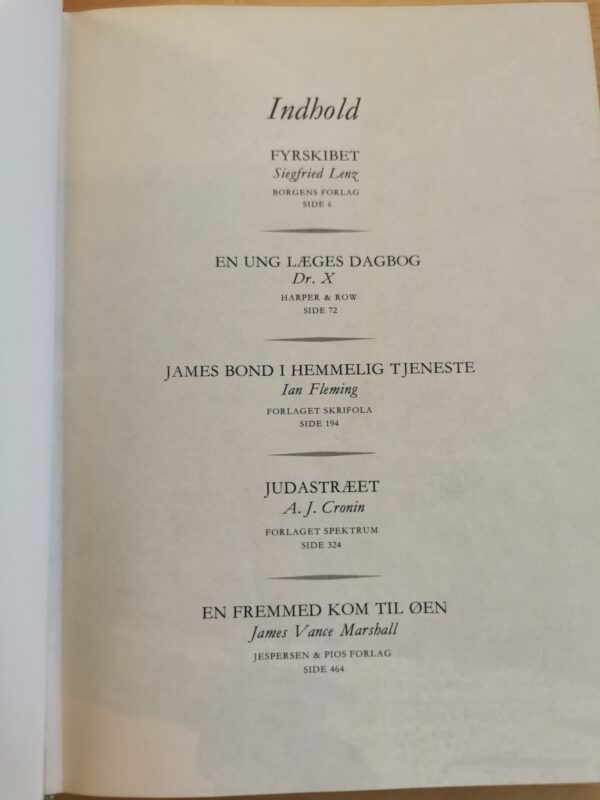 Indhold
FYRSKIBET
Siegfried Lenz
BORGENS FORLAG
SIDE 6
EN UNG LÆGES DAGBOG
Dr. X
HARPER & ROW
SIDE 72
JAMES BOND I HEMMELIG TJENESTE
Ian Fleming
FORLAGET SKRIFOLA
SIDE 194
JUDASTRÆET
A. J. Cronin
FORLAGET SPEKTRUM
SIDE 324
EN FREMMED KOM TIL ØEN
James Vance Marshall
JESPERSEN & PIOS FORLAG
SIDE 464